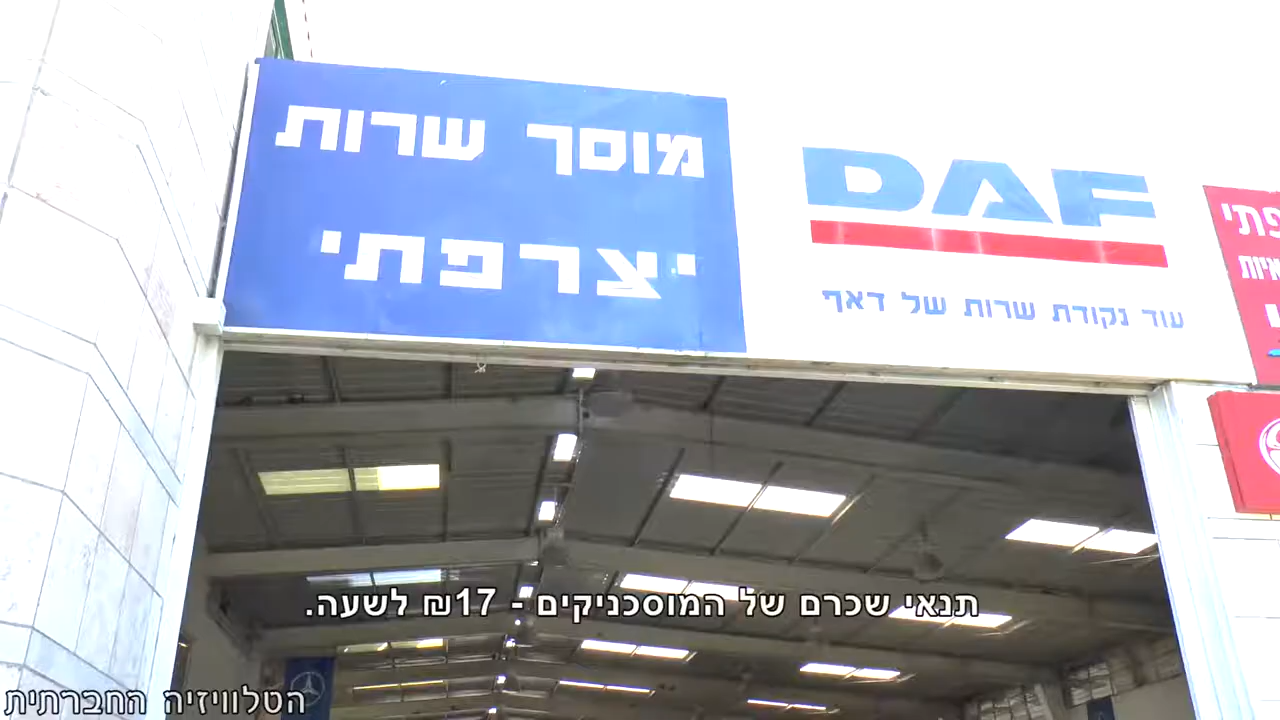 מוסך שרות
יצרפתי
DAF
עוד נקודת שרות של דאף
תנאי שכרם של המוסכניקים - 17₪ לשעה.
הטלוויזיה החברתית